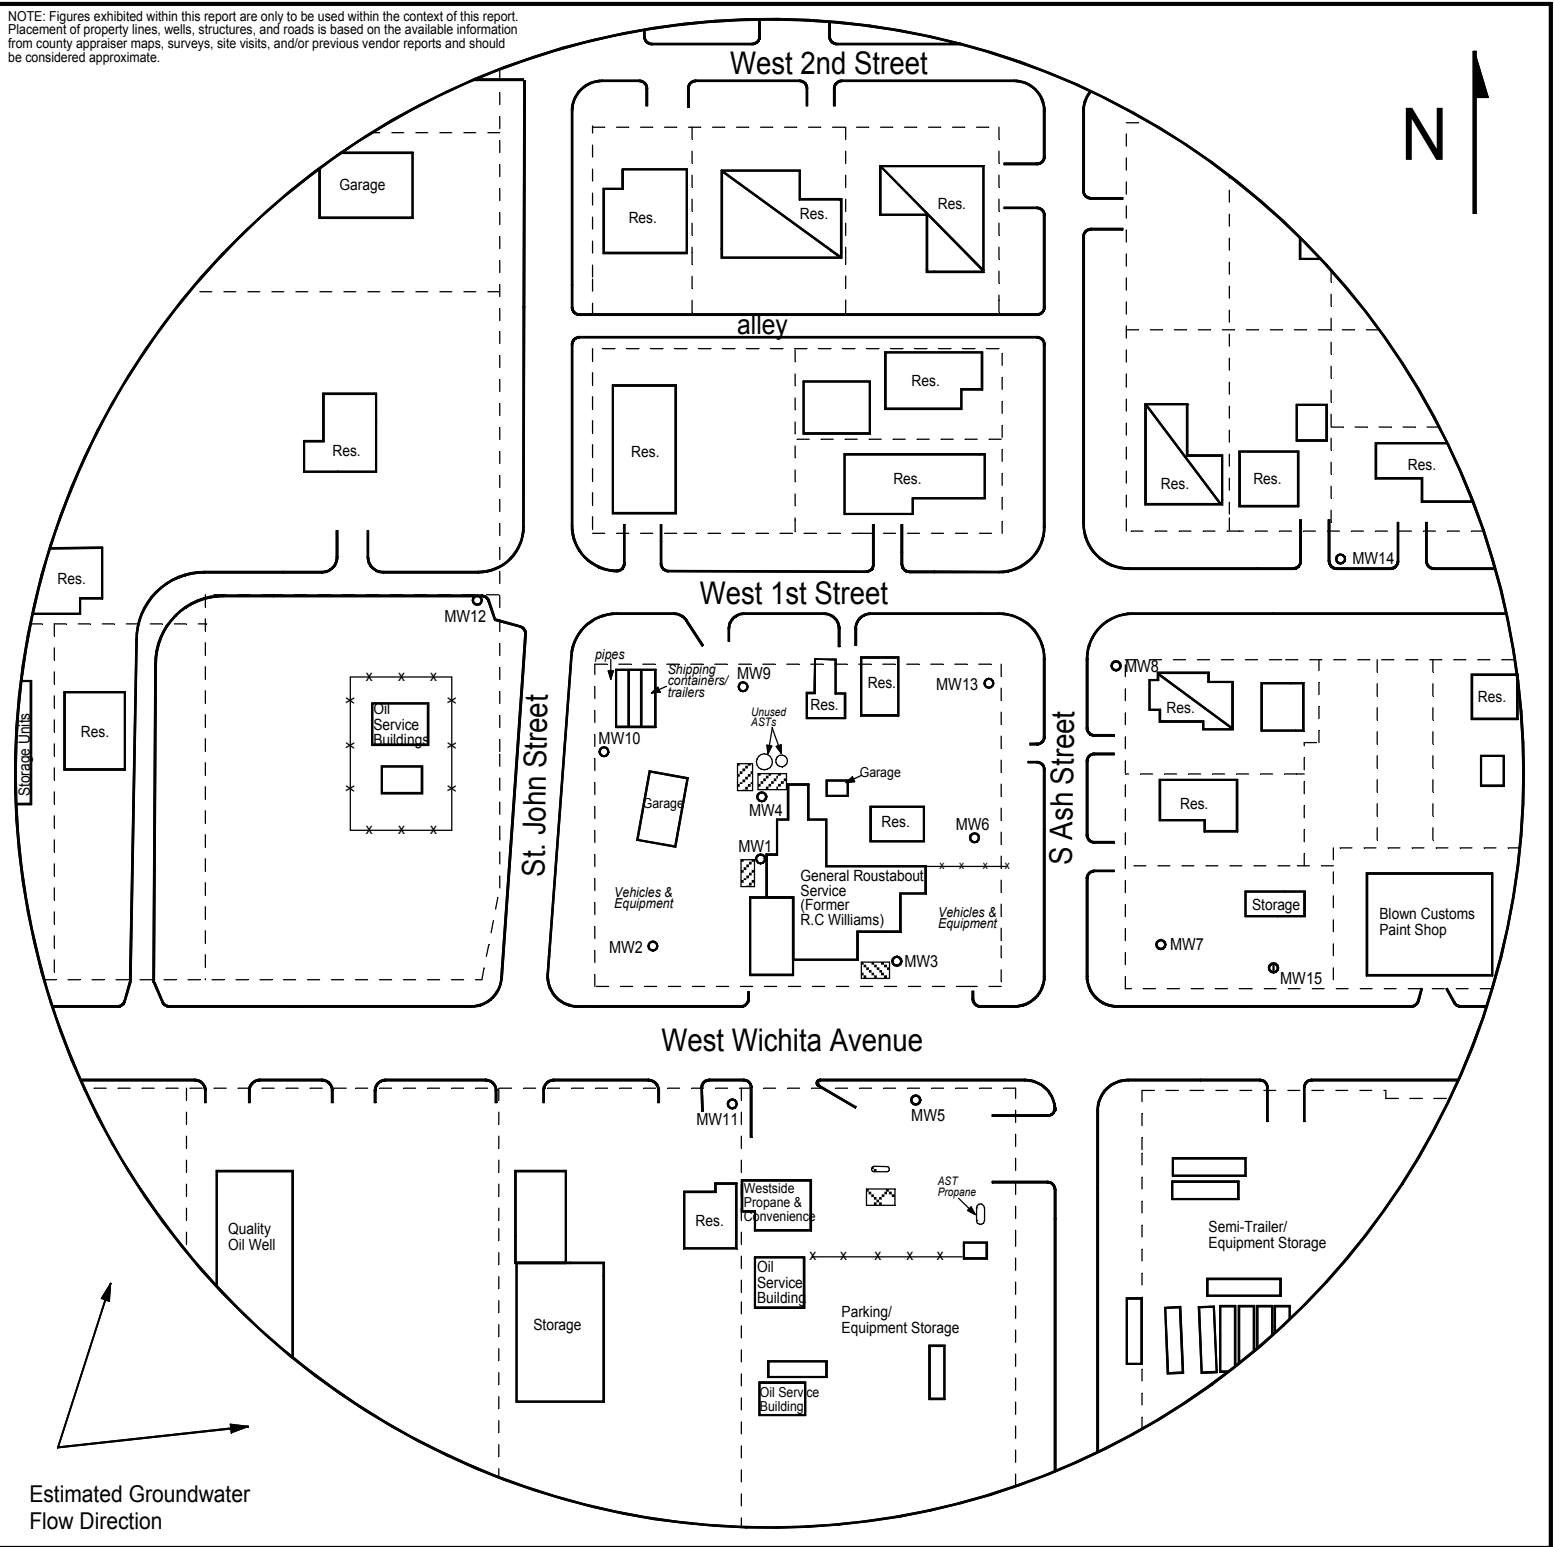 NOTE: Figures exhibited within this report are only to be used within the context of this report.
Placement of property lines, wells, structures, and roads is based on the available information
from county appraiser maps, surveys, site visits, and/or previous vendor reports and should
be considered approximate.
West 2nd Street
N
Garage
Res.
Res.
Res.
alley
Res.
Res.
Res.
Res.
Res.
Res.
Res.
MW14
Res.
West 1st Street
MW12
pipes
Shipping
containers/
trailers
MW9
MW13
MW8
Res.
Res.
Res.
Res.
Res.
Storage Units
Oil
Service
Buildings
St. John Street
MW10
Unused
ASTs
S Ash Street
Garage
Garage
MW4
Res.
MW6
Res.
MW1
General Roustabout
Service
(Former
R.C Williams)
Vehicles &
Equipment
Vehicles &
Equipment
Storage
Blown Customs
Paint Shop
MW2
MW3
MW7
MW15
West Wichita Avenue
MW11
MW5
Quality
Oil Well
Res.
Westside
Propane &
Convenience
AST
Propane
Semi-Trailer/
Equipment Storage
Oil
Service
Building
Storage
Parking/
Equipment Storage
Oil Service
Building
Estimated Groundwater
Flow Direction